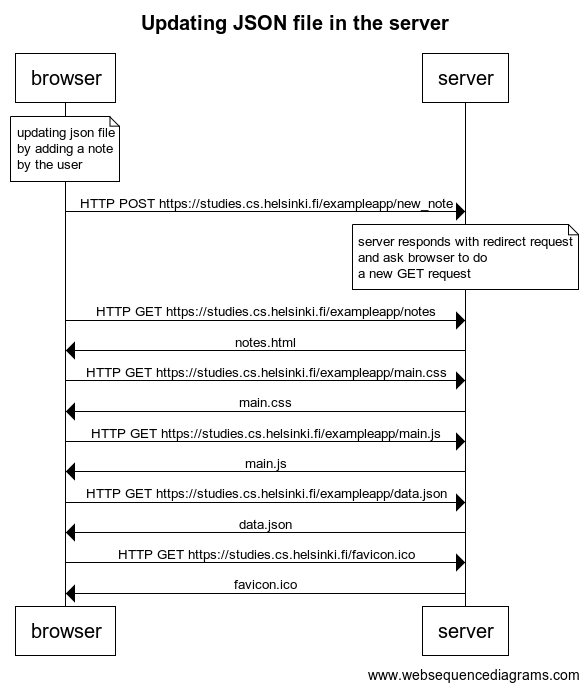 Updating JSON file in the server
browser
server
updating json file
by adding a note
by the user
HTTP POST https://studies.cs.helsinki.fi/exampleapp/new_note
server responds with redirect request
and ask browser to do
a new GET request
HTTP GET https://studies.cs.helsinki.fi/exampleapp/notes
notes.html
HTTP GET https://studies.cs.helsinki.fi/exampleapp/main.css
main.css
HTTP GET https://studies.cs.helsinki.fi/exampleapp/main.js
main.js
HTTP GET https://studies.cs.helsinki.fi/exampleapp/data.json
data.json
HTTP GET https://studies.cs.helsinki.fi/favicon.ico
favicon.ico
browser
server
www.websequencediagrams.com